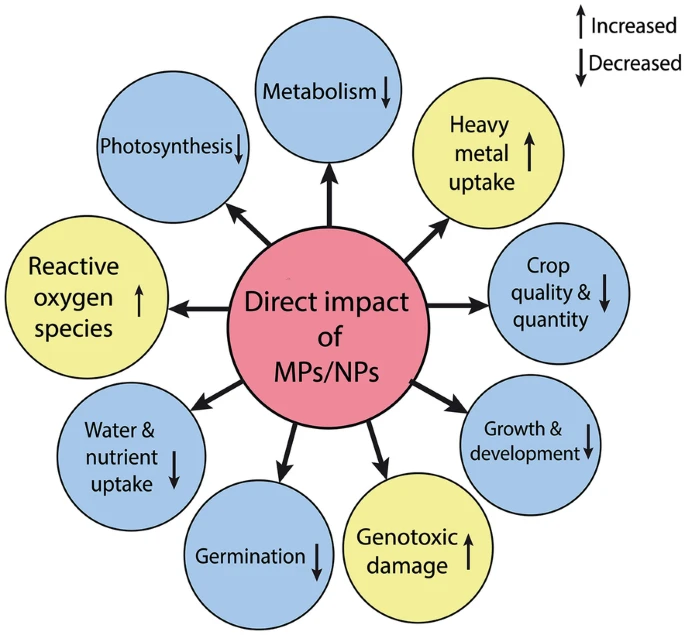 ↑ Increased
↓ Decreased
Metabolism ↓
Heavy
metal ↑
uptake
Crop
quality & ↓
quantity
Growth & ↓
development
Genotoxic ↑
damage
Germination ↓
Water &
nutrient ↓
uptake
Reactive
oxygen ↑
species
Photosynthesis ↓
Direct impact
of
MPs/NPs